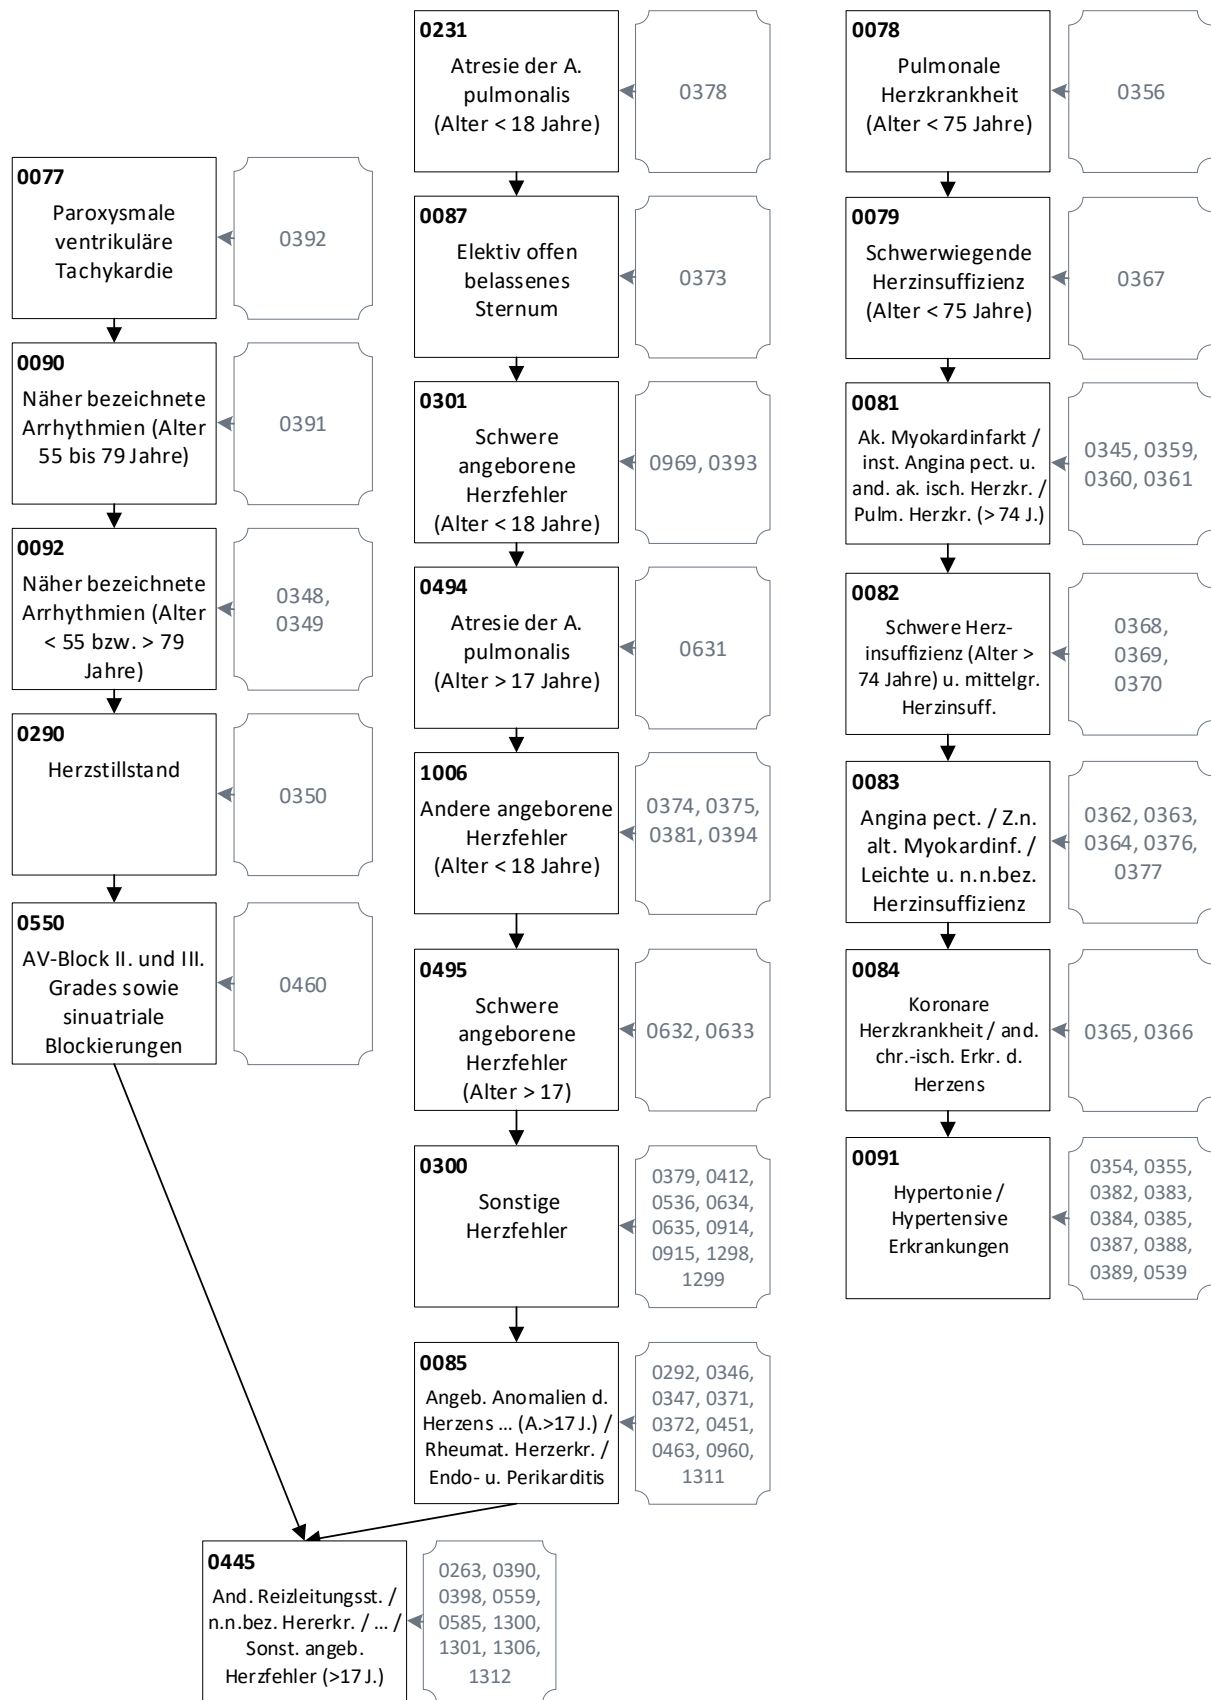 0077
Paroxysmale
ventrikuläre
Tachykardie
0392
0090
Näher bezeichnete
Arrhythmien (Alter
55 bis 79 Jahre)
0391
0092
Näher bezeichnete
Arrhythmien (Alter
< 55 bzw. > 79
Jahre)
0348,
0349
0290
Herzstillstand
0350
0550
AV-Block II. und III.
Grades sowie
sinuatriale
Blockierungen
0460
0231
Atresie der A.
pulmonalis
(Alter < 18 Jahre)
0378
0087
Elektiv offen
belassenes
Sternum
0373
0301
Schwere
angeborene
Herzfehler
(Alter < 18 Jahre)
0969, 0393
0494
Atresie der A.
pulmonalis
(Alter > 17 Jahre)
0631
1006
Andere angeborene
Herzfehler
(Alter < 18 Jahre)
0374, 0375,
0381, 0394
0495
Schwere
angeborene
Herzfehler
(Alter > 17)
0632, 0633
0300
Sonstige
Herzfehler
0379, 0412,
0536, 0634,
0635, 0914,
0915, 1298,
1299
0085
Angeb. Anomalien d.
Herzens ... (A.>17 J.) /
Rheumat. Herzerkr. /
Endo- u. Perikarditis
0292, 0346,
0347, 0371,
0372, 0451,
0463, 0960,
1311
0445
And. Reizleitungsst. /
n.n.bez. Hererkr. / ... /
Sonst. angeb.
Herzfehler (>17 J.)
0263, 0390,
0398, 0559,
0585, 1300,
1301, 1306,
1312
0078
Pulmonale
Herzkrankheit
(Alter < 75 Jahre)
0356
0079
Schwerwiegende
Herzinsuffizienz
(Alter < 75 Jahre)
0367
0081
Ak. Myokardinfarkt /
inst. Angina pect. u.
and. ak. isch. Herzkr. /
Pulm. Herzkr. (> 74 J.)
0345, 0359,
0360, 0361
0082
Schwere Herz-
insuffizienz (Alter >
74 Jahre) u. mittelgr.
Herzinsuff.
0368,
0369,
0370
0083
Angina pect. / Z.n.
alt. Myokardinf. /
Leichte u. n.n.bez.
Herzinsuffizienz
0362, 0363,
0364, 0376,
0377
0084
Koronare
Herzkrankheit / and.
chr.-isch. Erkr. d.
Herzens
0365, 0366
0091
Hypertonie /
Hypertensive
Erkrankungen
0354, 0355,
0382, 0383,
0384, 0385,
0387, 0388,
0389, 0539